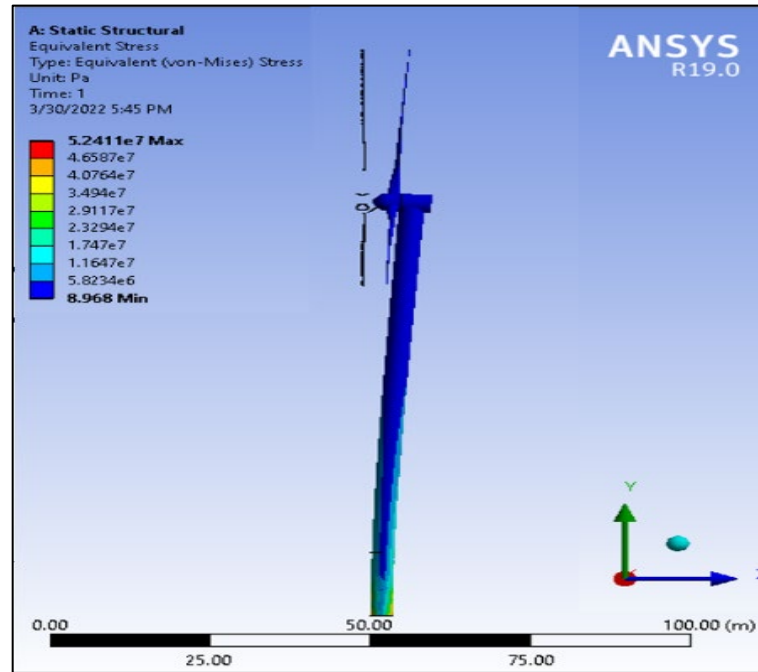 A: Static Structural
Equivalent Stress
Type: Equivalent (von-Mises) Stress
Unit: Pa
Time: 1
3/30/2022 5:45 PM
5.2411e7 Max
4.6587e7
4.0764e7
3.494e7
2.9117e7
2.3294e7
1.747e7
1.1647e7
5.8234e6
8.968 Min
ANSYS
R19.0
Y
0.00 50.00 100.00 (m)
25.00 75.00